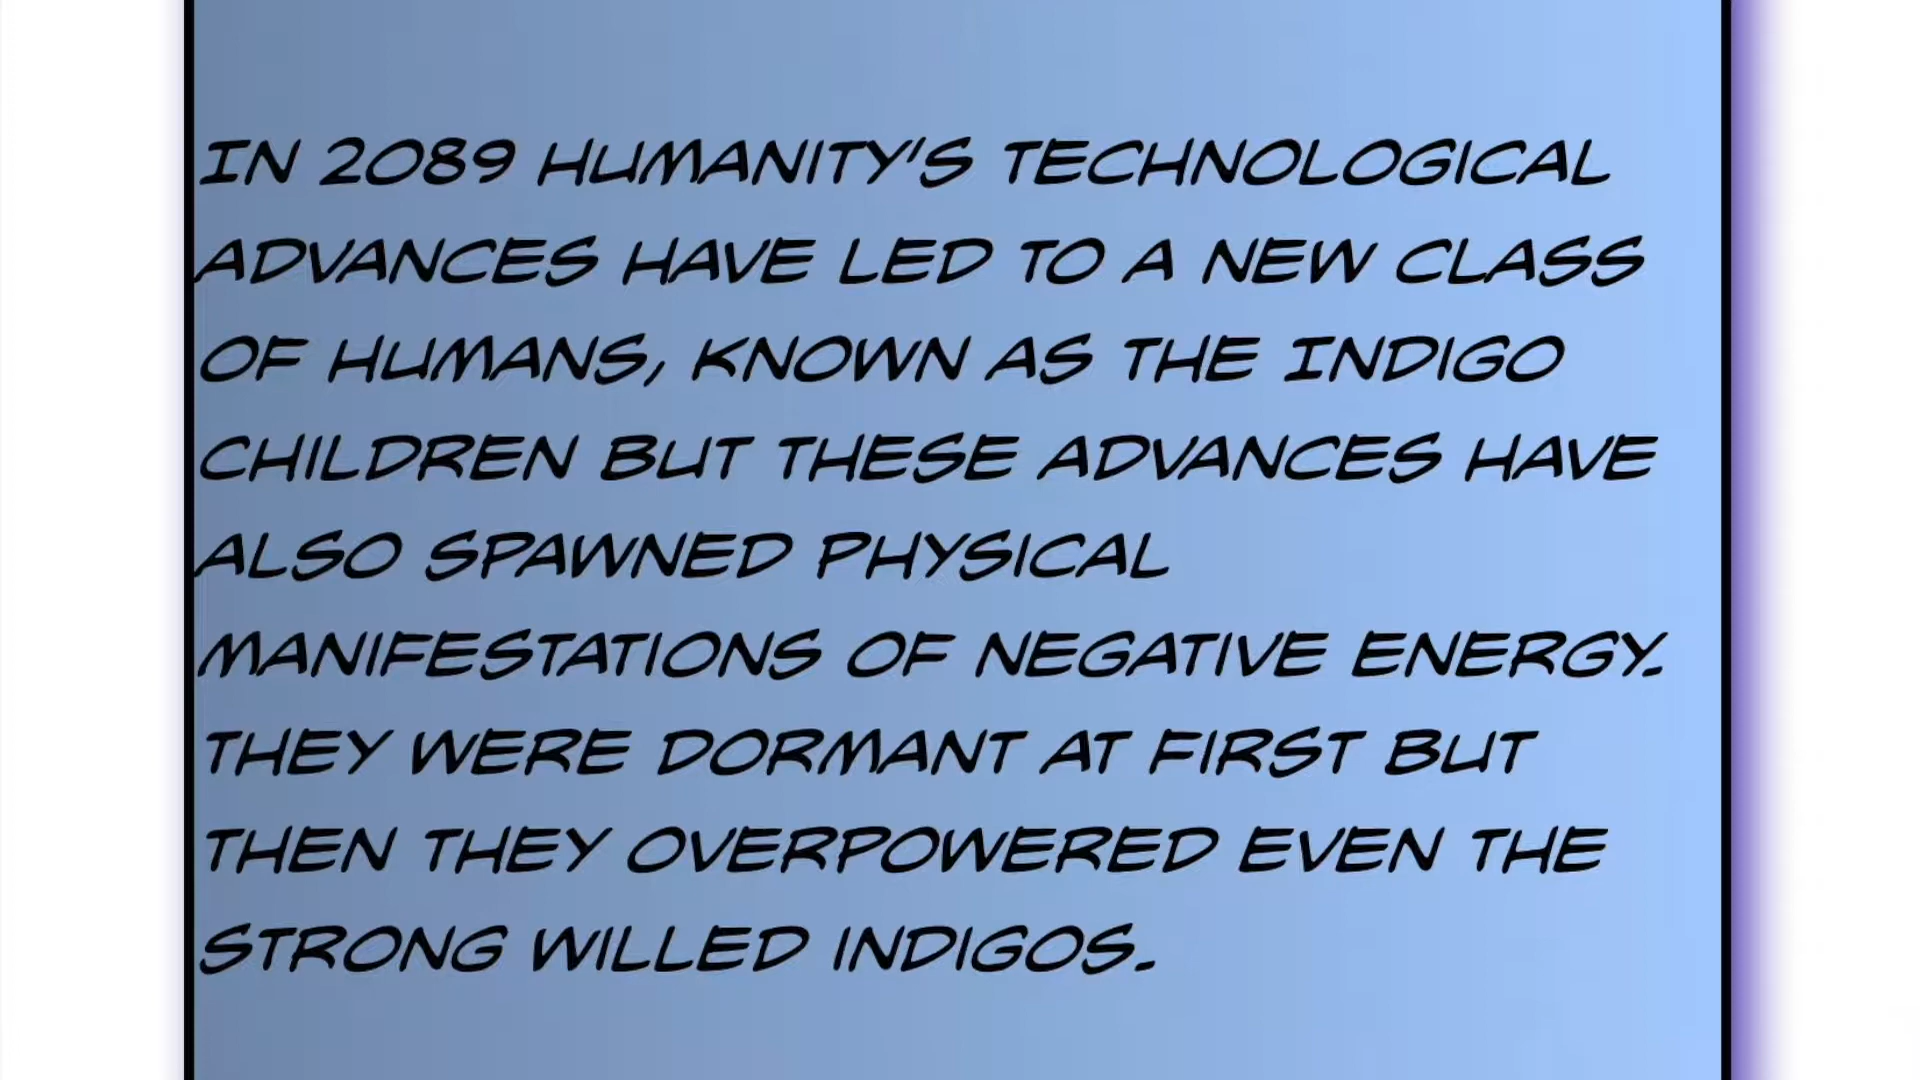 IN 2089 HUMANITY'S TECHNOLOGICAL
ADVANCES HAVE LED TO A NEW CLASS
OF HUMANS, KNOWN AS THE INDIGO
CHILDREN BUT THESE ADVANCES HAVE
ALSO SPAWNED PHYSICAL
MANIFESTATIONS OF NEGATIVE ENERGY.
THEY WERE DORMANT AT FIRST BUT
THEN THEY OVERPOWERED EVEN THE
STRONG WILLED INDIGOS.